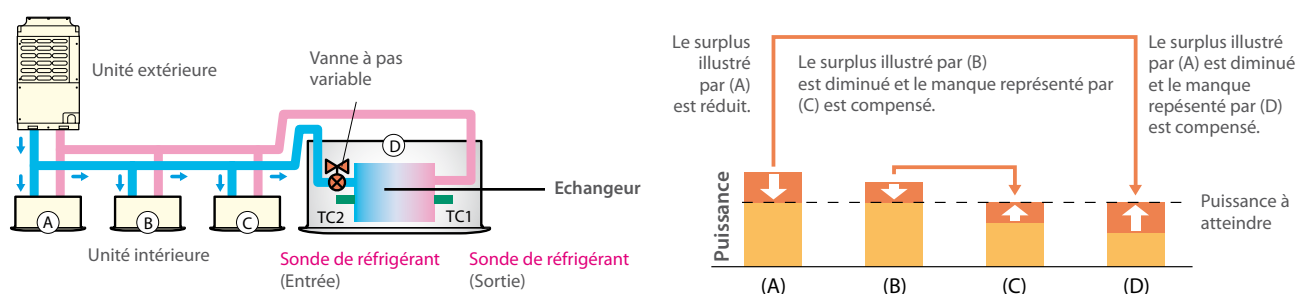 Unité extérieure
Vanne à pas
variable
D
Echangeur
TC2
TC1
A
B
C
Unité intérieure
Sonde de réfrigérant
(Entrée)
Sonde de réfrigérant
(Sortie)
Le surplus
illustré
par (A)
est réduit.
Le surplus illustré par (B)
est diminué et le manque représenté par
(C) est compensé.
Le surplus illustré
par (A) est diminué
et le manque
repésenté par (D)
est compensé.
Puissance
Puissance à
atteindre
(A)
(B)
(C)
(D)